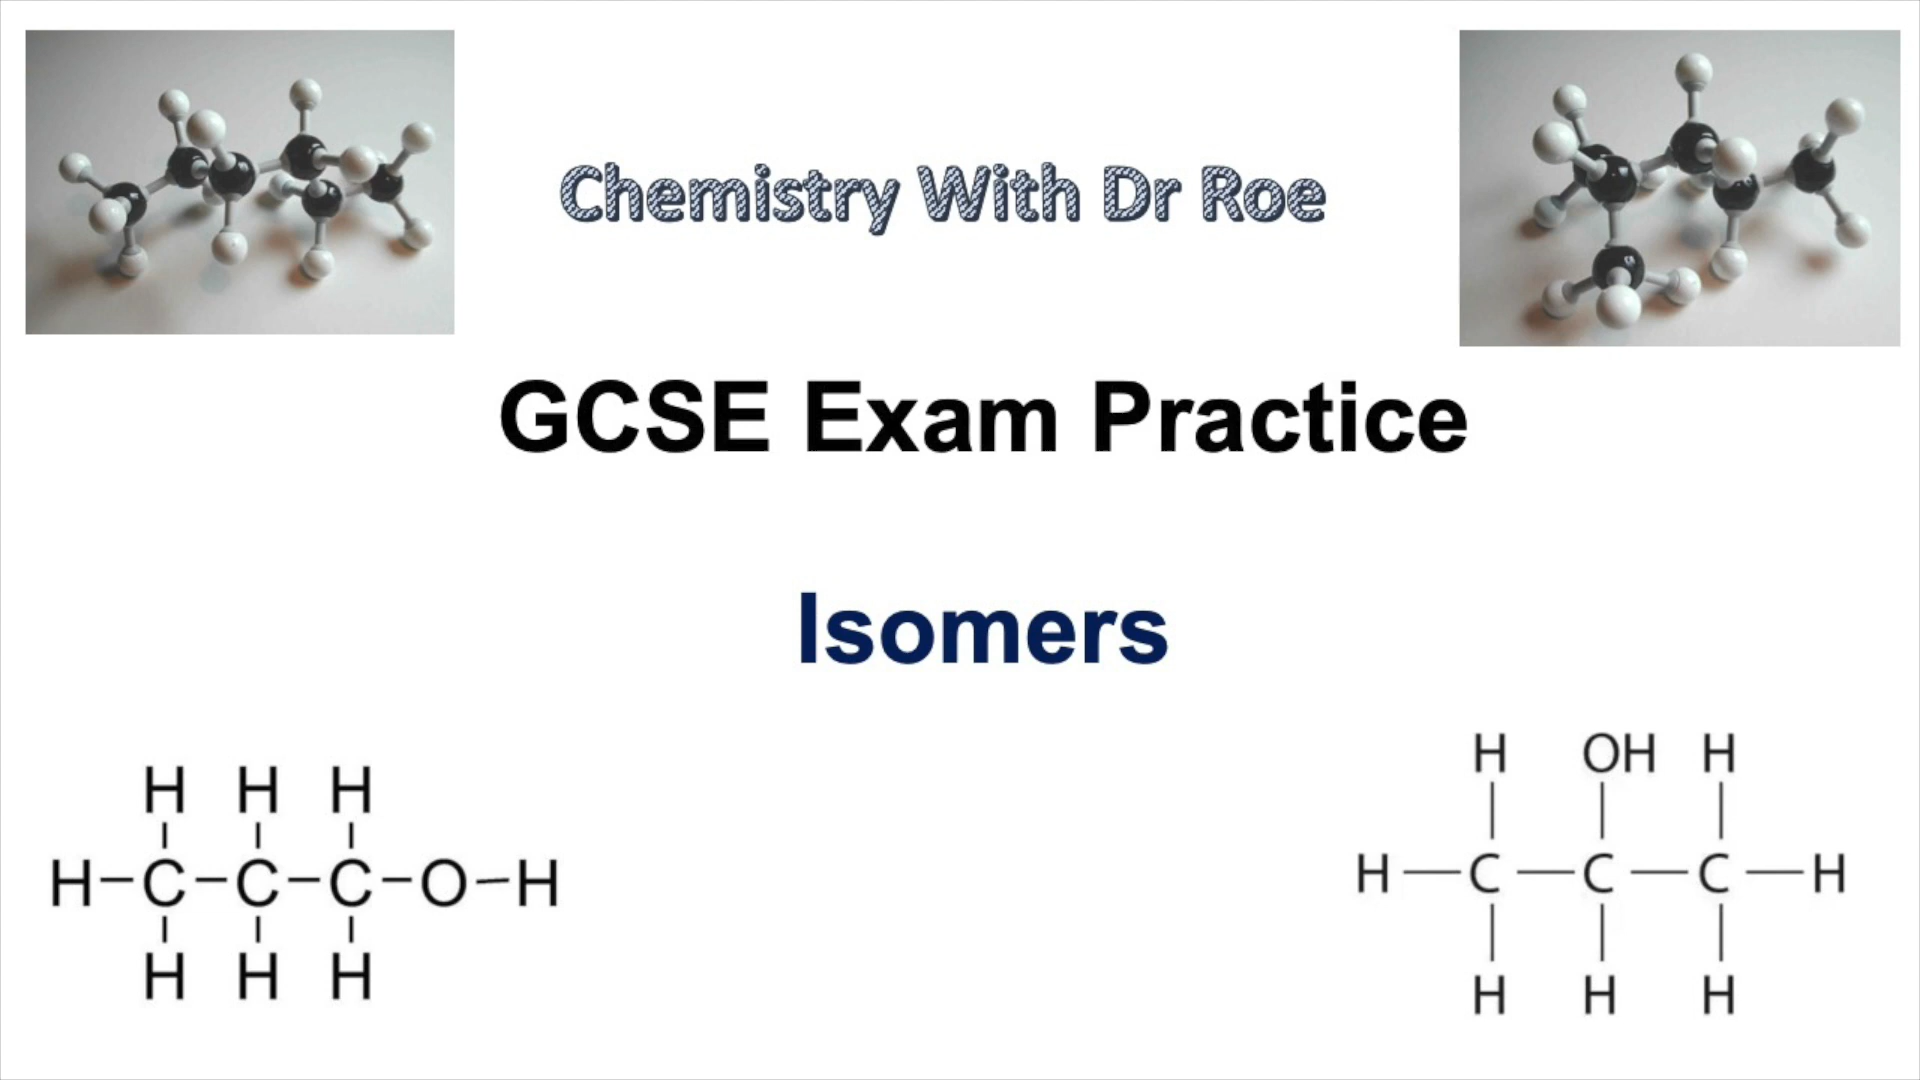 Chemistry With Dr Roe
GCSE Exam Practice
Isomers
H H H
H-C-C-C-O-H
H H H
H OH H
H—C—C—C—H
H H H